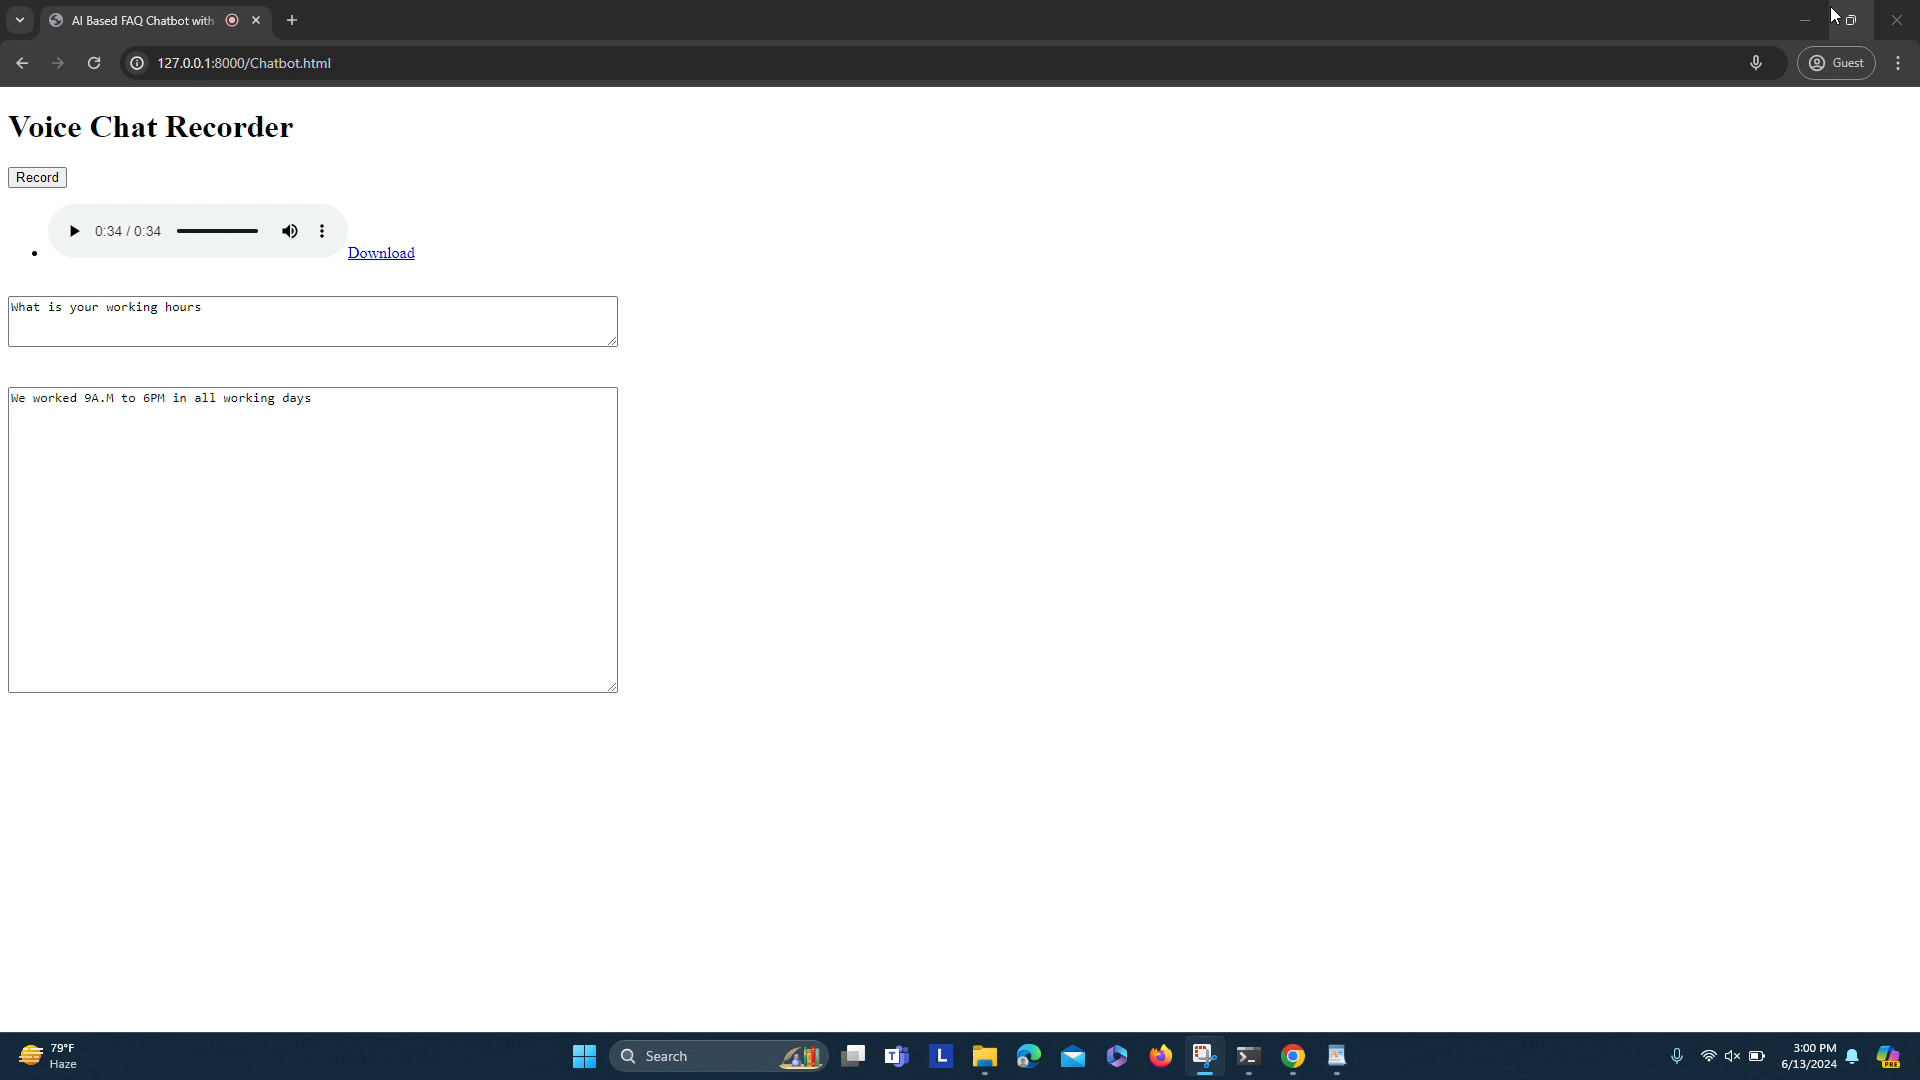 AI Based FAQ Chatbot with
127.0.0.1:8000/Chatbot.html
Guest
Voice Chat Recorder
Record
0:34 / 0:34
Download
What is your working hours
We worked 9A.M to 6PM in all working days
79°F
Haze
Search
L
3:00 PM
6/13/2024
PRE